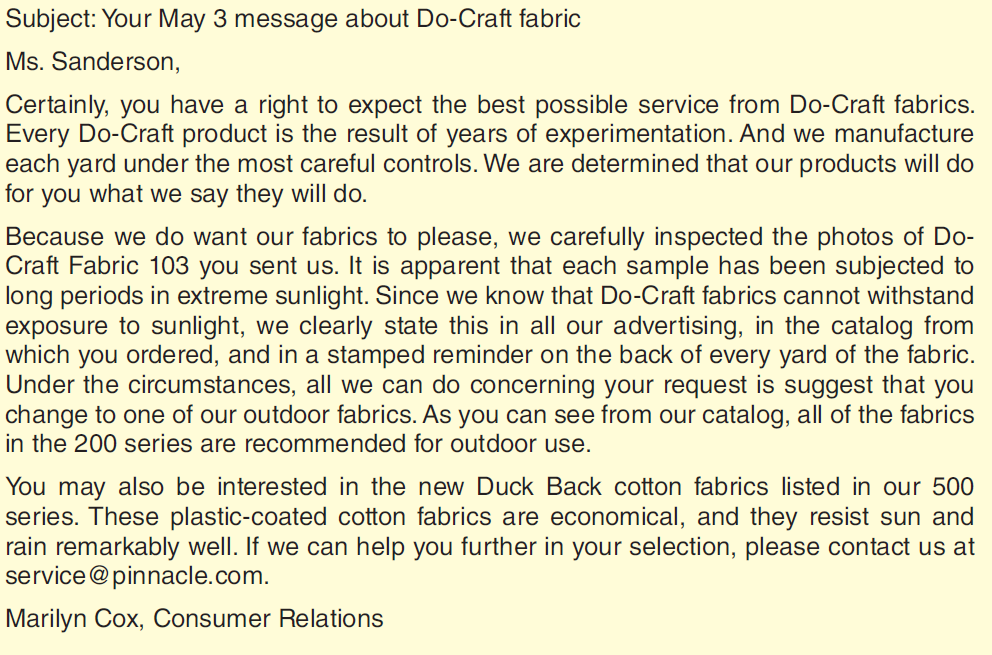 Subject: Your May 3 message about Do-Craft fabric
Ms. Sanderson,
Certainly, you have a right to expect the best possible service from Do-Craft fabrics.
Every Do-Craft product is the result of years of experimentation. And we manufacture
each yard under the most careful controls. We are determined that our products will do
for you what we say they will do.
Because we do want our fabrics to please, we carefully inspected the photos of Do-
Craft Fabric 103 you sent us. It is apparent that each sample has been subjected to
long periods in extreme sunlight. Since we know that Do-Craft fabrics cannot withstand
exposure to sunlight, we clearly state this in all our advertising, in the catalog from
which you ordered, and in a stamped reminder on the back of every yard of the fabric.
Under the circumstances, all we can do concerning your request is suggest that you
change to one of our outdoor fabrics. As you can see from our catalog, all of the fabrics
in the 200 series are recommended for outdoor use.
You may also be interested in the new Duck Back cotton fabrics listed in our 500
series. These plastic-coated cotton fabrics are economical, and they resist sun and
rain remarkably well. If we can help you further in your selection, please contact us at
service@pinnacle.com.
Marilyn Cox, Consumer Relations